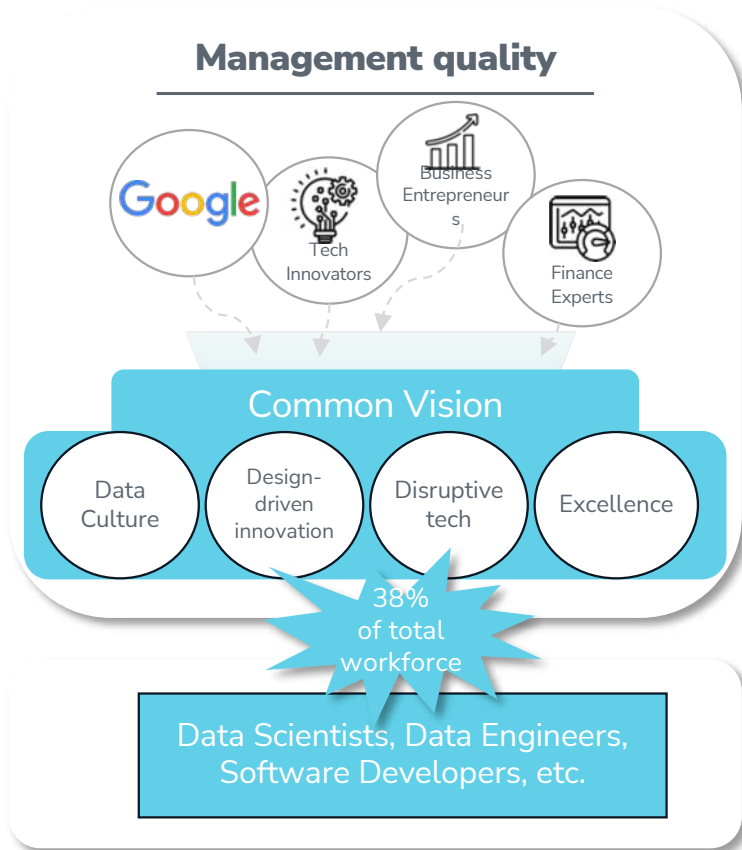 Management quality
Google
Tech
Innovators
Business
Entrepreneur
s
Finance
Experts
Common Vision
Data
Culture
Design-
driven
innovation
Disruptive
tech
Excellence
38%
of total
workforce
Data Scientists, Data Engineers,
Software Developers, etc.